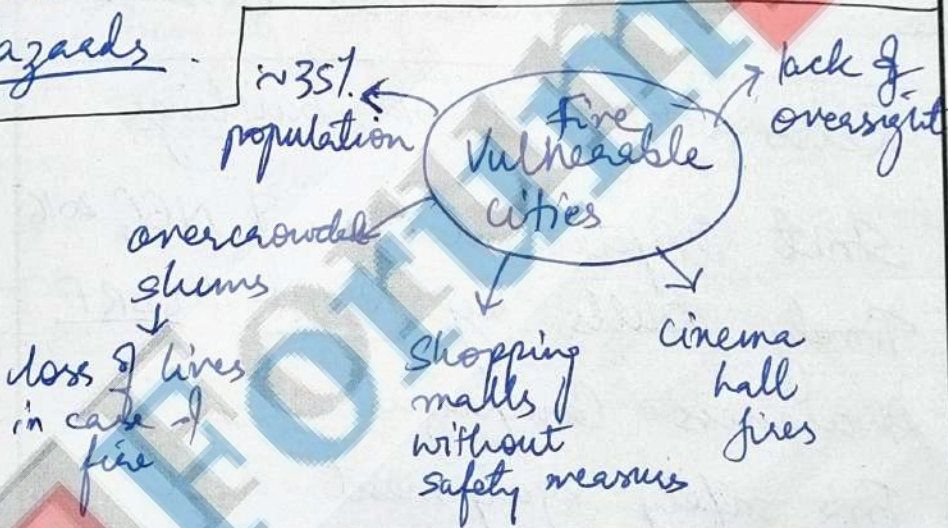 azards.
~35%
population
Fire
Vulnerable
Cities
lack of
oversight
overcrowded
slums
loss of lives
in case of
fire
Shopping
malls
without
safety measures
Cinema
hall
fires
Forum